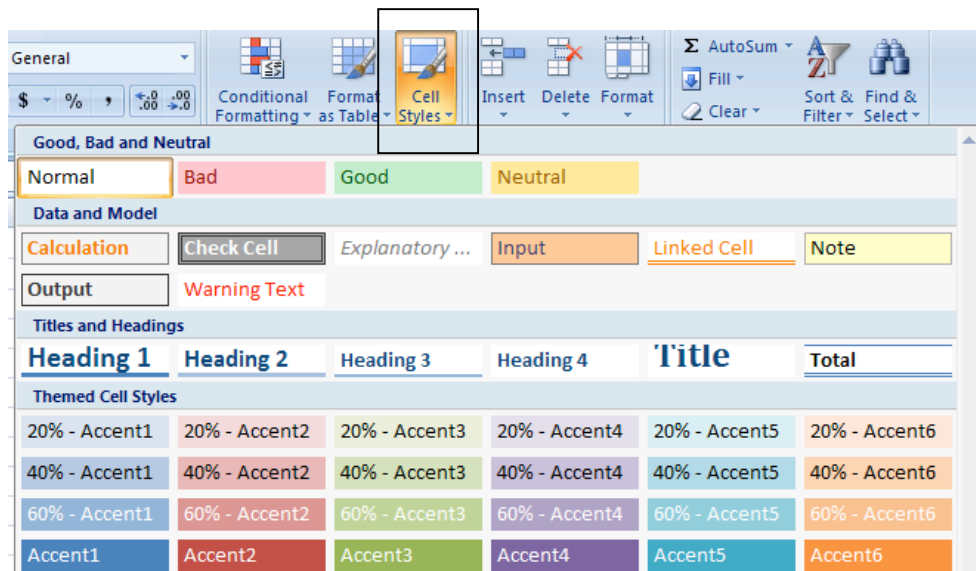 General
Σ AutoSum
Fill
Clear
$ % , .0 .00 .00 .0
Conditional Formatting
Format as Table
Cell Styles
Insert Delete Format
Sort & Filter
Find & Select
Good, Bad and Neutral
Normal Bad Good Neutral
Data and Model
Calculation Check Cell Explanatory ... Input Linked Cell Note
Output Warning Text
Titles and Headings
Heading 1 Heading 2 Heading 3 Heading 4 Title Total
Themed Cell Styles
20% - Accent1 20% - Accent2 20% - Accent3 20% - Accent4 20% - Accent5 20% - Accent6
40% - Accent1 40% - Accent2 40% - Accent3 40% - Accent4 40% - Accent5 40% - Accent6
60% - Accent1 60% - Accent2 60% - Accent3 60% - Accent4 60% - Accent5 60% - Accent6
Accent1 Accent2 Accent3 Accent4 Accent5 Accent6